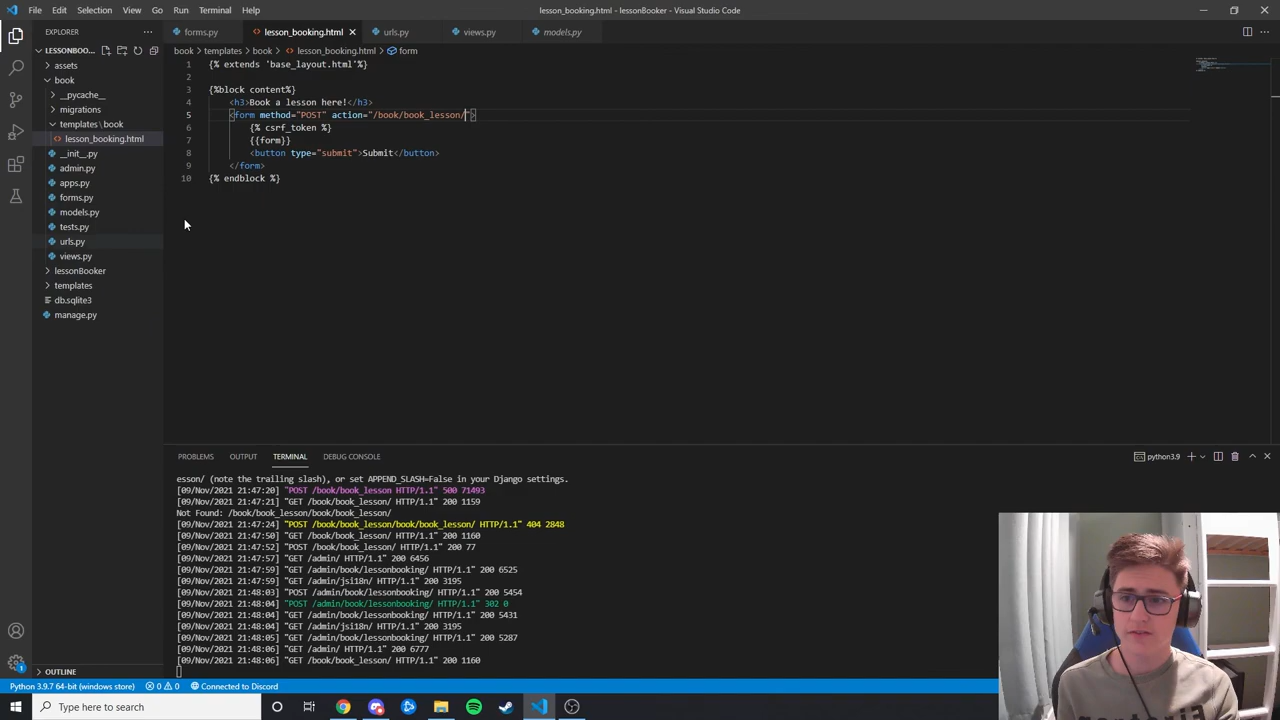 File Edit Selection View Go Run Terminal Help
lesson_booking.html - lessonBooker - Visual Studio Code
EXPLORER
LESSONBOO...
assets
book
__pycache__
migrations
templates \ book
lesson_booking.html
__init__.py
admin.py
apps.py
forms.py
models.py
tests.py
urls.py
views.py
lessonBooker
templates
db.sqlite3
manage.py
OUTLINE
forms.py lesson_booking.html urls.py views.py models.py
book > templates > book > lesson_booking.html > form
1 {% extends 'base_layout.html'%}
2
3 {%block content%}
4 <h3>Book a lesson here!</h3>
5 <form method="POST" action="/book/book_lesson/">
6 {% csrf_token %}
7 {{form}}
8 <button type="submit">Submit</button>
9 </form>
10 {% endblock %}
PROBLEMS OUTPUT TERMINAL DEBUG CONSOLE
python3.9
esson/ (note the trailing slash), or set APPEND_SLASH=False in your Django settings.
[09/Nov/2021 21:47:20] "POST /book/book_lesson HTTP/1.1" 500 71493
[09/Nov/2021 21:47:21] "GET /book/book_lesson/ HTTP/1.1" 200 1159
Not Found: /book/book_lesson/book/book_lesson/
[09/Nov/2021 21:47:24] "POST /book/book_lesson/book/book_lesson/ HTTP/1.1" 404 2848
[09/Nov/2021 21:47:50] "GET /book/book_lesson/ HTTP/1.1" 200 1160
[09/Nov/2021 21:47:52] "POST /book/book_lesson/ HTTP/1.1" 200 77
[09/Nov/2021 21:47:57] "GET /admin/ HTTP/1.1" 200 6456
[09/Nov/2021 21:47:59] "GET /admin/book/lessonbooking/ HTTP/1.1" 200 6525
[09/Nov/2021 21:47:59] "GET /admin/jsi18n/ HTTP/1.1" 200 3195
[09/Nov/2021 21:48:03] "POST /admin/book/lessonbooking/ HTTP/1.1" 200 5454
[09/Nov/2021 21:48:04] "POST /admin/book/lessonbooking/ HTTP/1.1" 302 0
[09/Nov/2021 21:48:04] "GET /admin/book/lessonbooking/ HTTP/1.1" 200 5431
[09/Nov/2021 21:48:04] "GET /admin/jsi18n/ HTTP/1.1" 200 3195
[09/Nov/2021 21:48:05] "GET /admin/book/lessonbooking/ HTTP/1.1" 200 5287
[09/Nov/2021 21:48:06] "GET /admin/ HTTP/1.1" 200 6777
[09/Nov/2021 21:48:06] "GET /book/book_lesson/ HTTP/1.1" 200 1160
Python 3.9.7 64-bit (windows store) 0 0 Connected to Discord
Type here to search